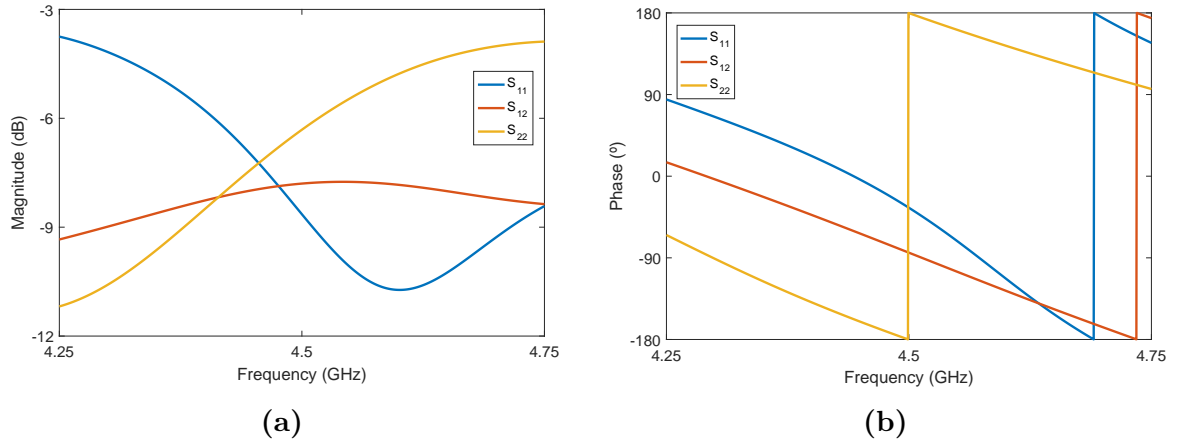 -3
-6
-9
-12
Magnitude (dB)
S11
S12
S22
4.25
4.5
4.75
Frequency (GHz)
(a)
180
90
0
-90
-180
Phase (º)
S11
S12
S22
4.25
4.5
4.75
Frequency (GHz)
(b)